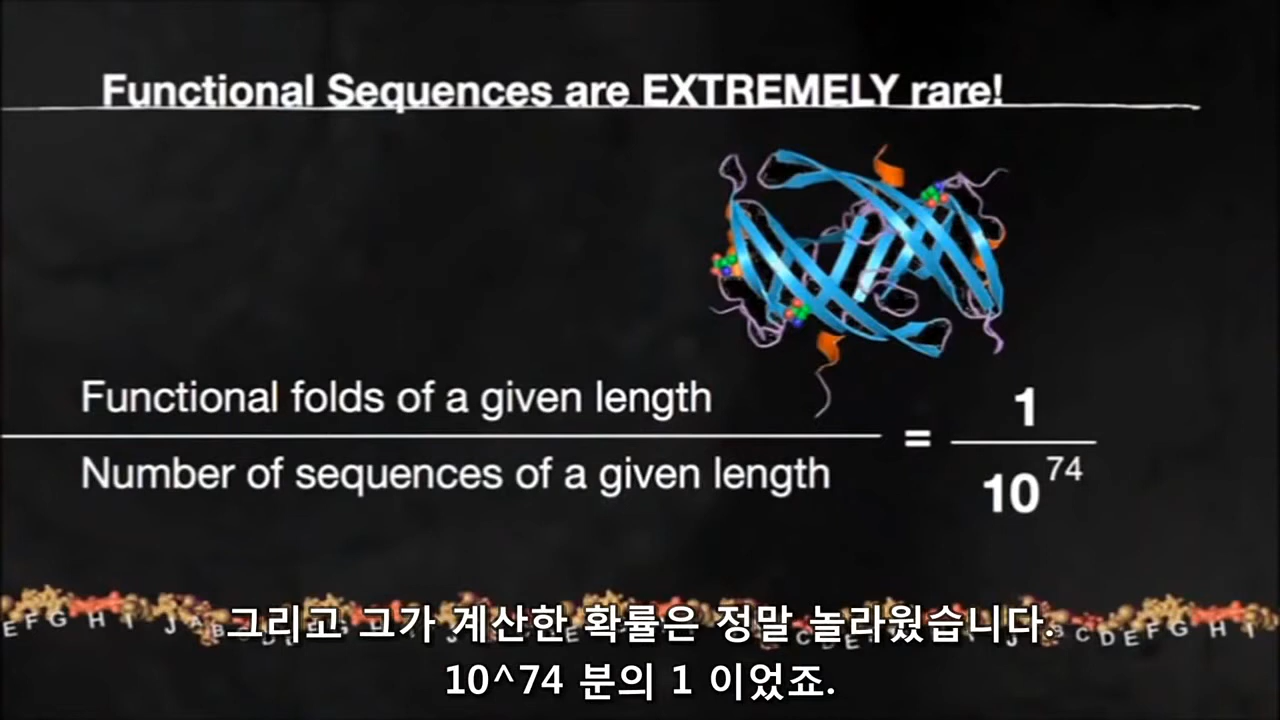 Functional Sequences are EXTREMELY rare!
Functional folds of a given length
Number of sequences of a given length
=
1
10^74
그리고 그가 계산한 확률은 정말 놀라웠습니다.
10^74 분의 1 이었죠.
E F G H I J A B
C D E F G H I